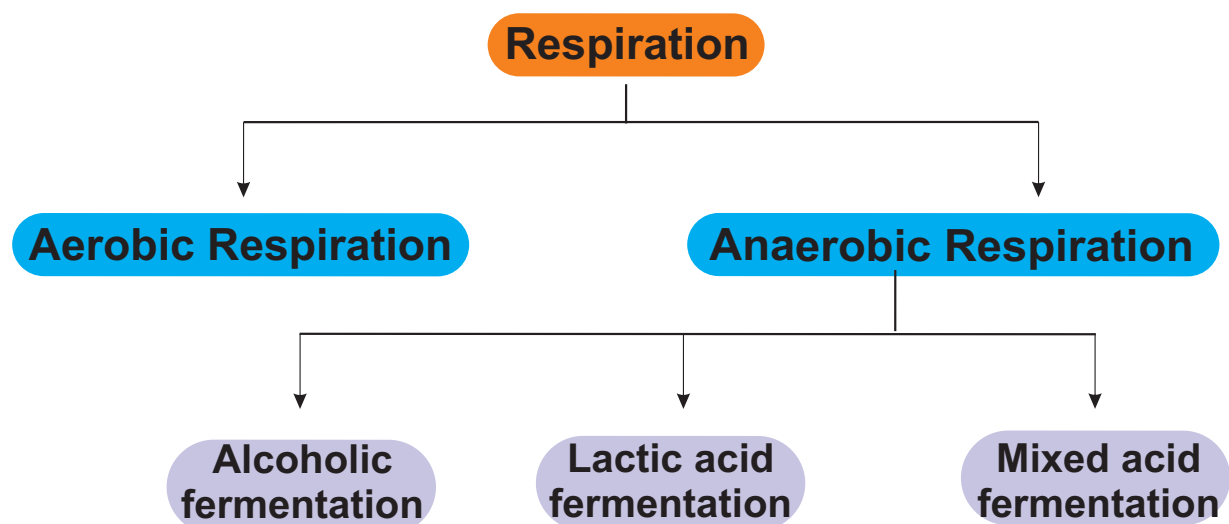 Respiration
Aerobic Respiration
Anaerobic Respiration
Alcoholic
fermentation
Lactic acid
fermentation
Mixed acid
fermentation